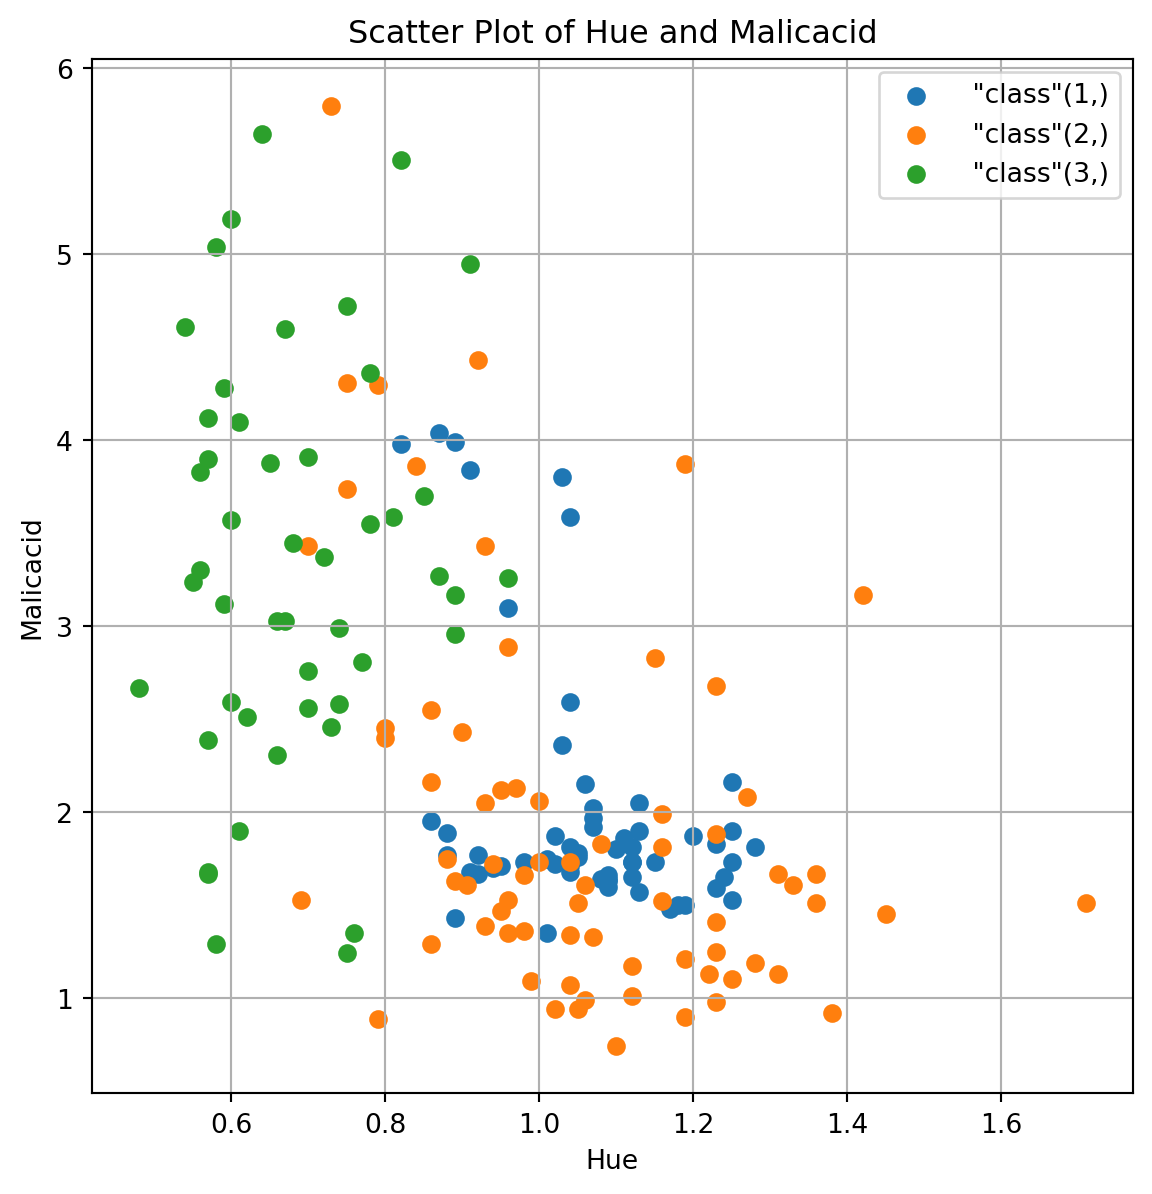 Scatter Plot of Hue and Malicacid
"class"(1,)
"class"(2,)
"class"(3,)
6
5
4
3
2
1
Malicacid
0.6 0.8 1.0 1.2 1.4 1.6
Hue